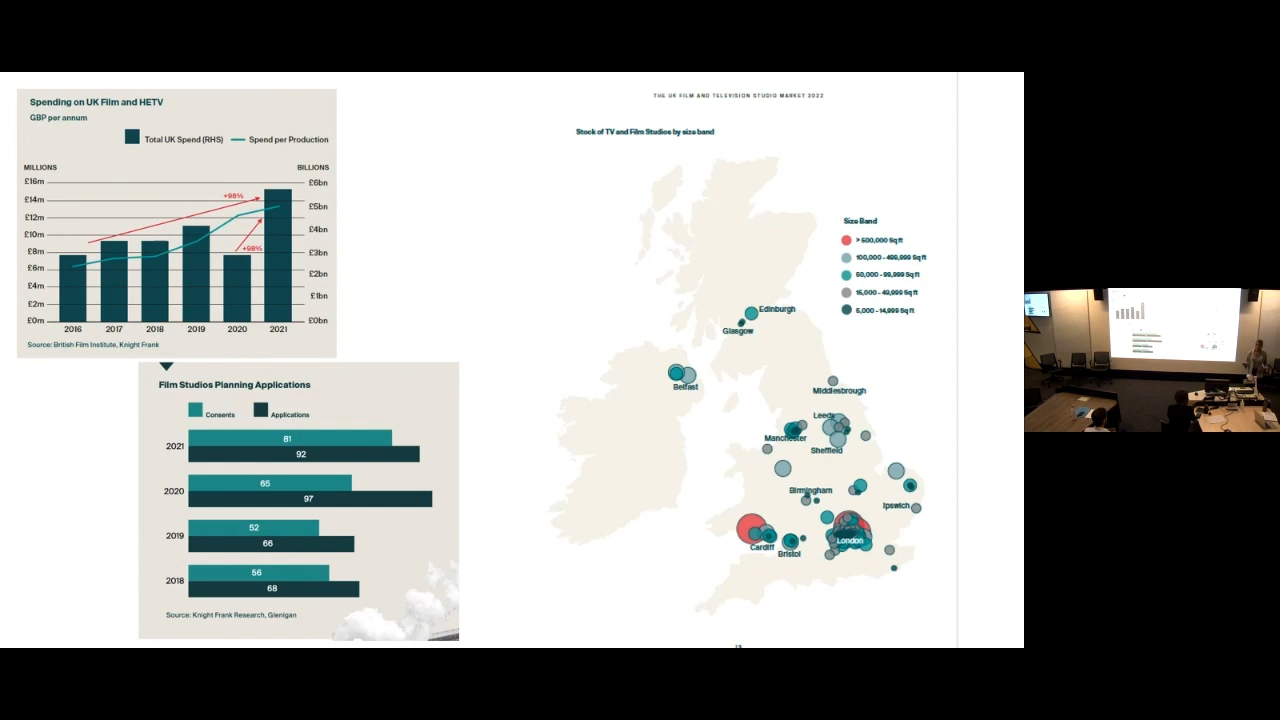 Spending on UK Film and HETV
GBP per annum
Total UK Spend (RHS) Spend per Production
MILLIONS BILLIONS
£16m £6bn
£14m £5bn
£12m £4bn
£10m £3bn
£8m £2bn
£6m £1bn
£4m £0bn
£2m
£0m
+98%
+98%
2016 2017 2018 2019 2020 2021
Source: British Film Institute, Knight Frank
Film Studios Planning Applications
Consents Applications
2021 81
92
2020 65
97
2019 52
66
2018 56
68
Source: Knight Frank Research, Glenigan
THE UK FILM AND TELEVISION STUDIO MARKET 2022
Stock of TV and Film Studios by size band
Size Band
> 500,000 Sq ft
100,000 - 499,999 Sq ft
50,000 - 99,999 Sq ft
15,000 - 49,999 Sq ft
5,000 - 14,999 Sq ft
Edinburgh
Glasgow
Belfast
Middlesbrough
Leeds
Manchester
Sheffield
Birmingham
Ipswich
London
Cardiff
Bristol